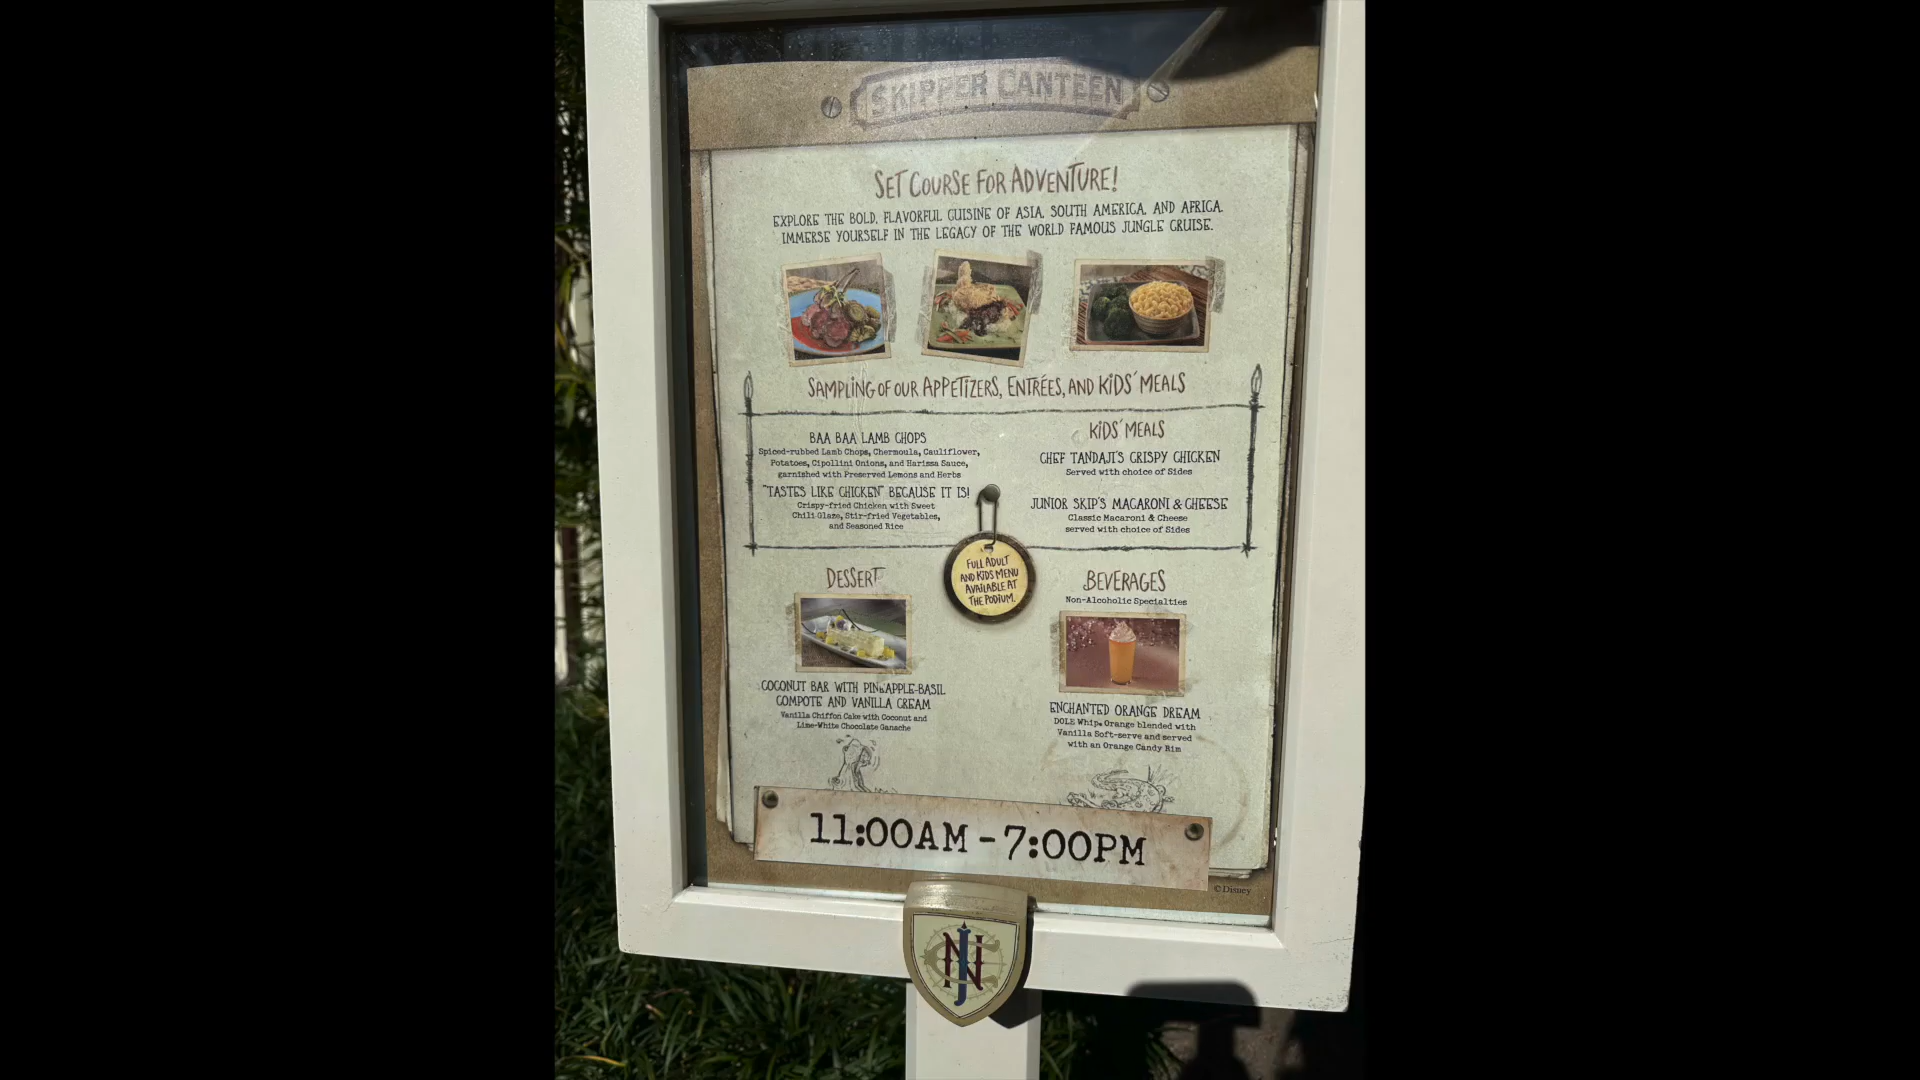 SKIPPER CANTEEN
SET COURSE FOR ADVENTURE!
EXPLORE THE BOLD, FLAVORFUL CUISINE OF ASIA, SOUTH AMERICA, AND AFRICA.
IMMERSE YOURSELF IN THE LEGACY OF THE WORLD FAMOUS JUNGLE CRUISE.
SAMPLING OF OUR APPETIZERS, ENTRÉES, AND KIDS' MEALS
BAA BAA LAMB CHOPS
Spiced-rubbed Lamb Chops, Chermoula, Cauliflower,
Potatoes, Cipollini Onions, and Harissa Sauce,
garnished with Preserved Lemons and Herbs
"TASTES LIKE CHICKEN" BECAUSE IT IS!
Crispy-fried Chicken with Sweet
Chili Glaze, Stir-fried Vegetables,
and Seasoned Rice
KIDS' MEALS
CHEF TANDAJI'S CRISPY CHICKEN
Served with choice of Sides
JUNIOR SKIP'S MACARONI & CHEESE
Classic Macaroni & Cheese
served with choice of Sides
FULL ADULT
AND KIDS MENU
AVAILABLE AT
THE PODIUM.
DESSERT
COCONUT BAR WITH PINEAPPLE-BASIL
COMPOTE AND VANILLA CREAM
Vanilla Chiffon Cake with Coconut and
Lime-White Chocolate Ganache
BEVERAGES
Non-Alcoholic Specialties
ENCHANTED ORANGE DREAM
DOLE Whip® Orange blended with
Vanilla Soft-serve and served
with an Orange Candy Rim
11:00AM - 7:00PM
©Disney
JNC